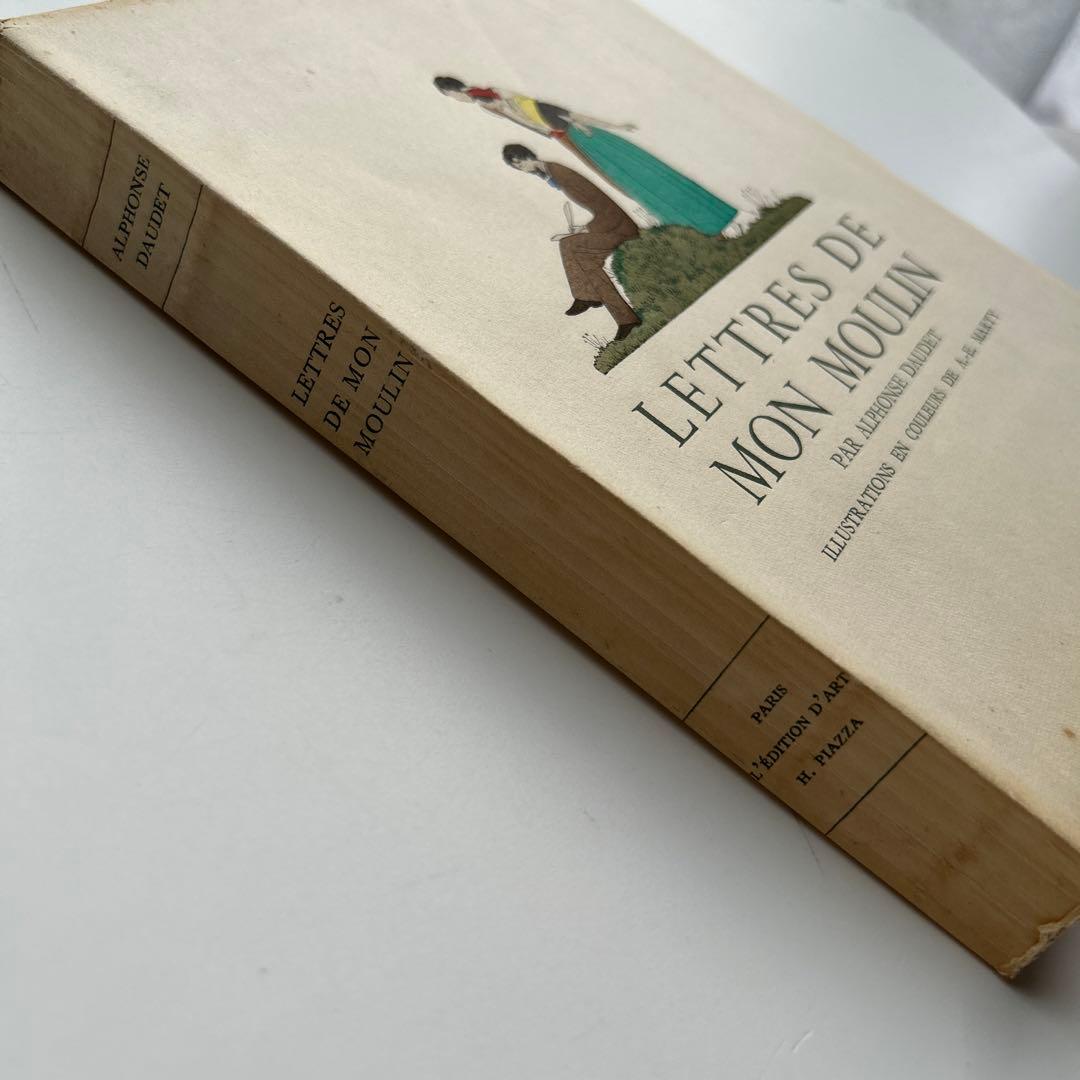 ALPHONSE
DAUDET
LETTRES
DE MON
MOULIN
PARIS
L'ÉDITION D'ART
H. PIAZZA
LETTRES DE
MON MOULIN
PAR ALPHONSE DAUDET
ILLUSTRATIONS EN COULEURS DE A.-E. MARTY